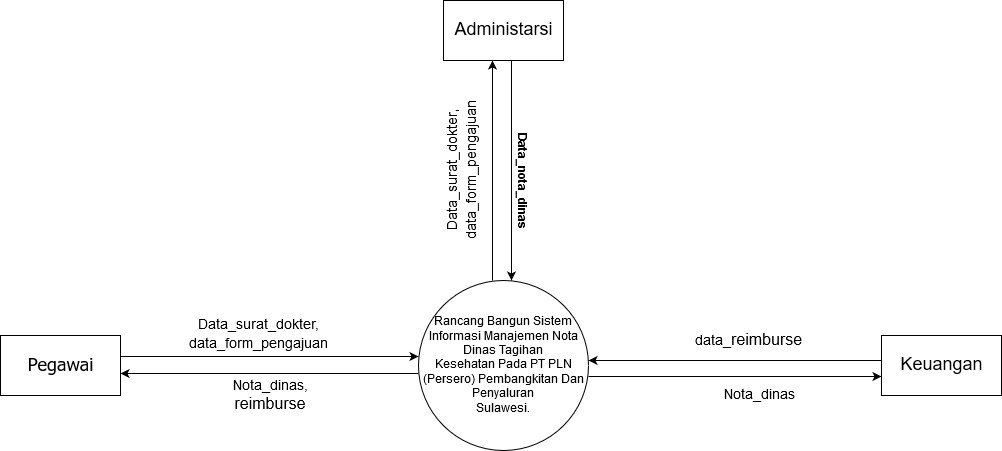 Administarsi
Data_surat_dokter,
data_form_pengajuan
Data_nota_dinas
Data_surat_dokter,
data_form_pengajuan
Pegawai
Nota_dinas,
reimburse
Rancang Bangun Sistem
Informasi Manajemen Nota
Dinas Tagihan
Kesehatan Pada PT PLN
(Persero) Pembangkitan Dan
Penyaluran
Sulawesi.
data_reimburse
Keuangan
Nota_dinas